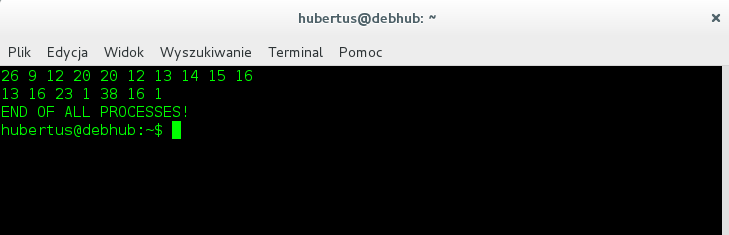 hubertus@debhub: ~
Plik Edycja Widok Wyszukiwanie Terminal Pomoc
26 9 12 20 20 12 13 14 15 16
13 16 23 1 38 16 1
END OF ALL PROCESSES!
hubertus@debhub:~$